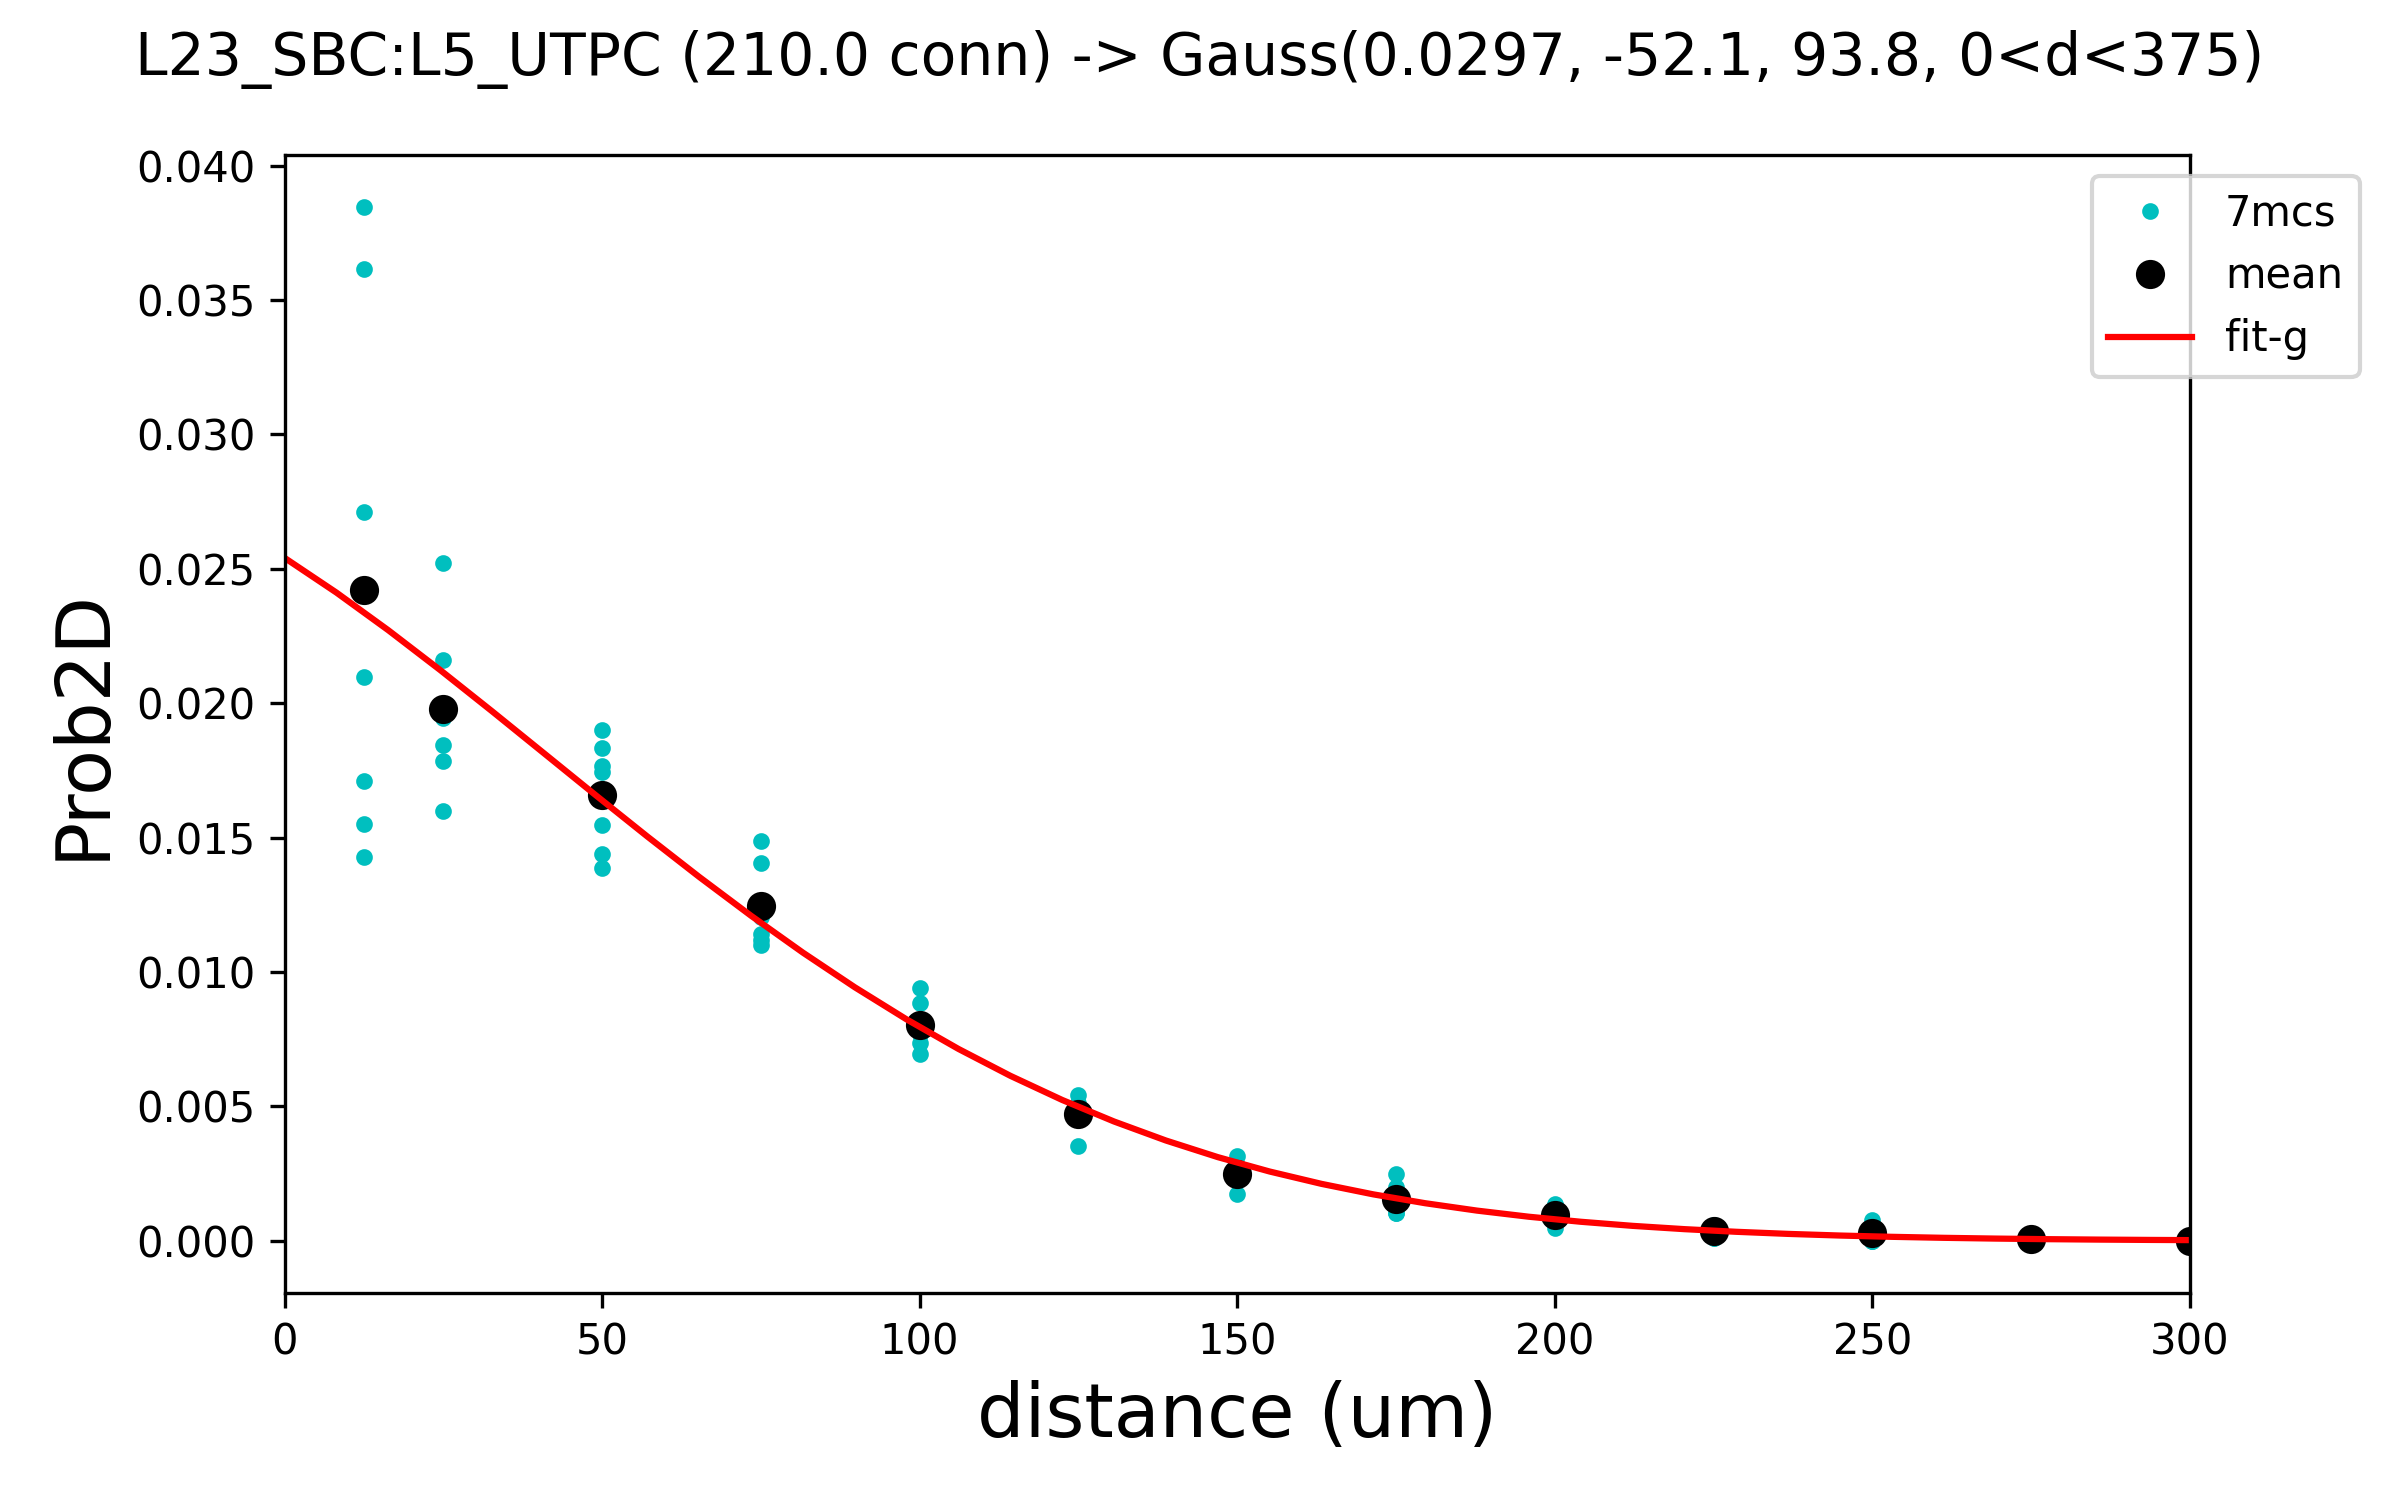 L23_SBC:L5_UTPC (210.0 conn) -> Gauss(0.0297, -52.1, 93.8, 0<d<375)
7mcs
mean
fit-g
Prob2D
0.040
0.035
0.030
0.025
0.020
0.015
0.010
0.005
0.000
0 50 100 150 200 250 300
distance (um)